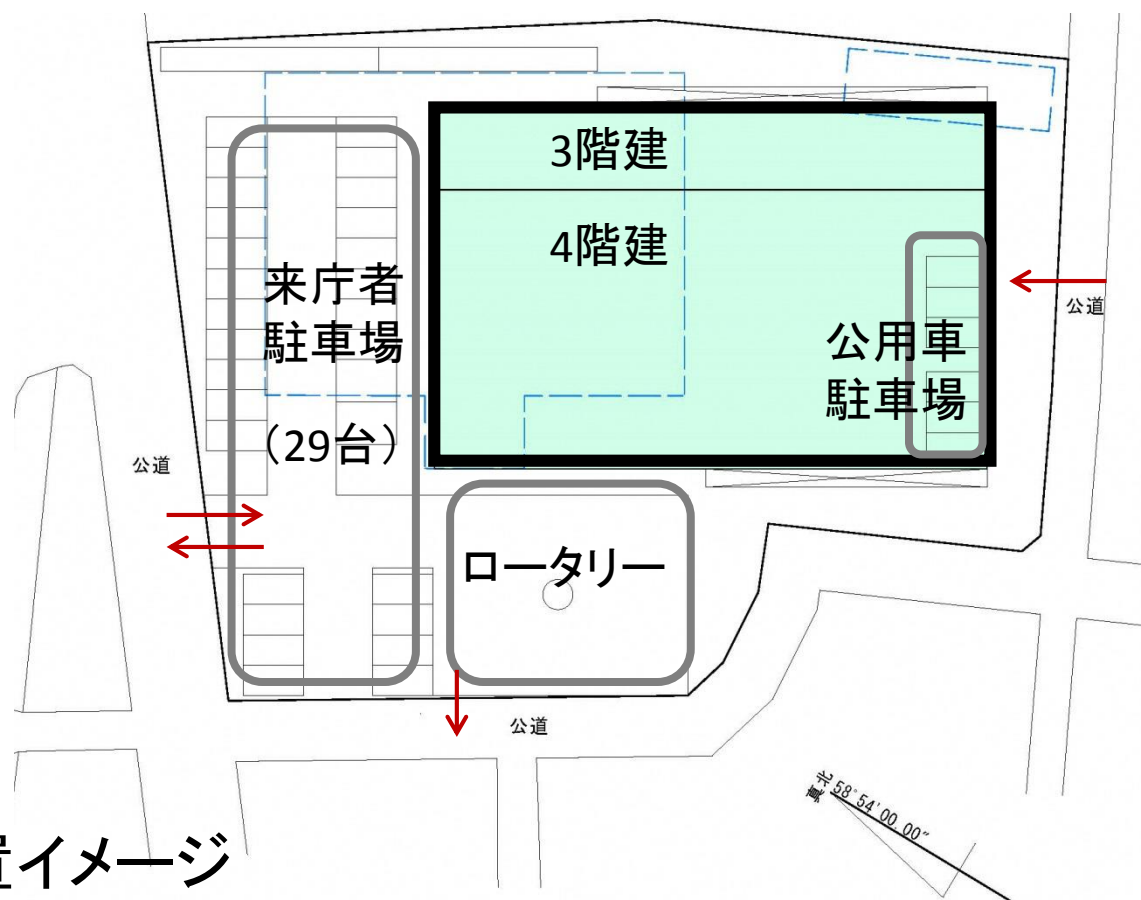 3階建
4階建
来庁者
駐車場
（29台）
公用車
駐車場
公道
公道
ロータリー
公道
真北 58°54′00.00″
置イメージ